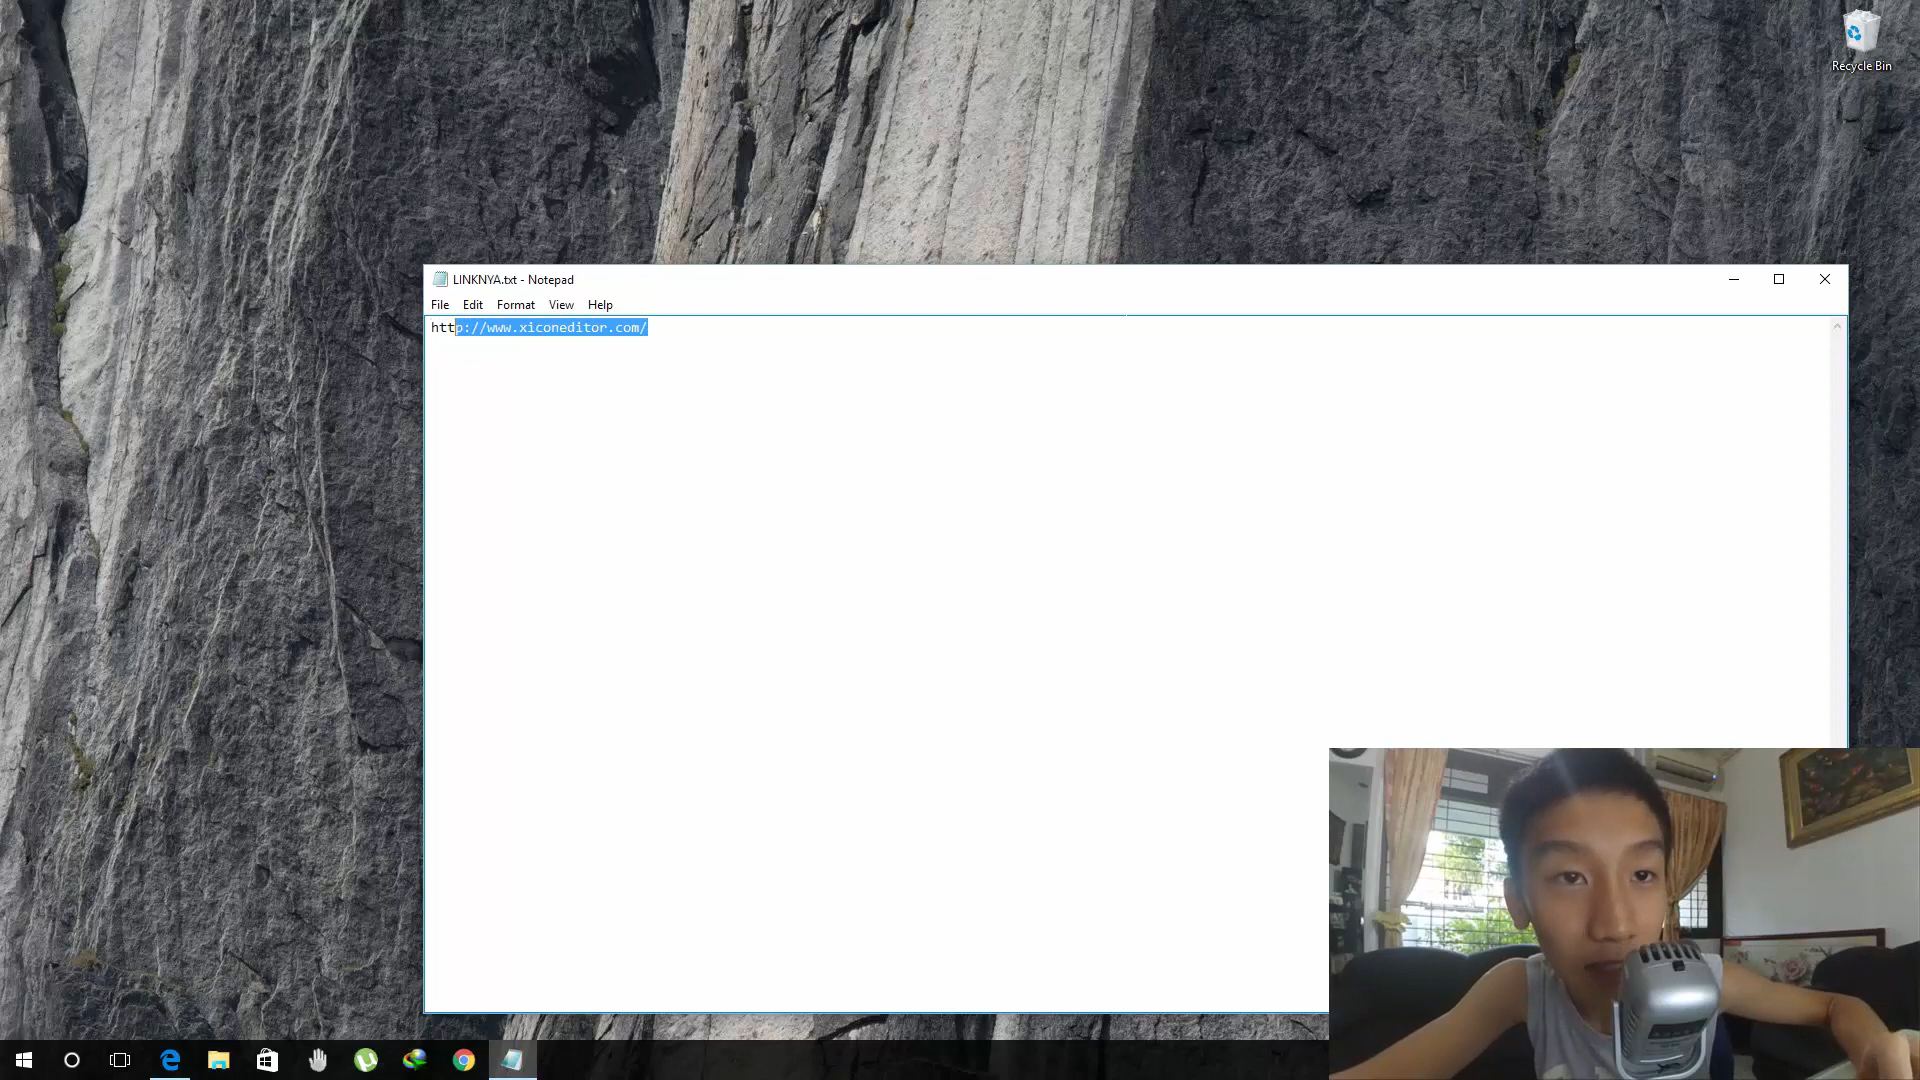 Recycle Bin
LINKNYA.txt - Notepad
File Edit Format View Help
http://www.xiconeditor.com/